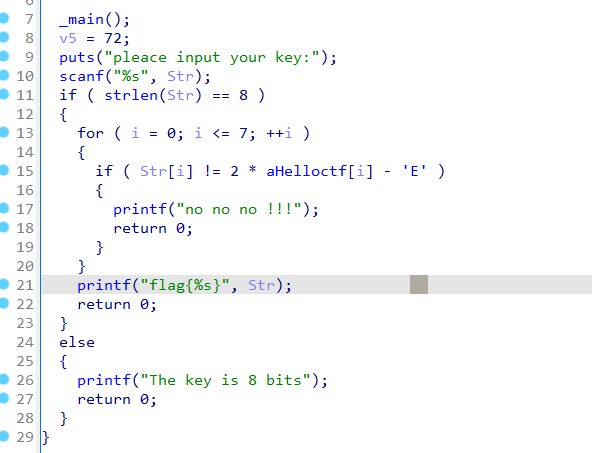 7 _main();
8 v5 = 72;
9 puts("pleace input your key:");
10 scanf("%s", Str);
11 if ( strlen(Str) == 8 )
12 {
13 for ( i = 0; i <= 7; ++i )
14 {
15 if ( Str[i] != 2 * aHelloctf[i] - 'E' )
16 {
17 printf("no no no !!!");
18 return 0;
19 }
20 }
21 printf("flag{%s}", Str);
22 return 0;
23 }
24 else
25 {
26 printf("The key is 8 bits");
27 return 0;
28 }
29 }